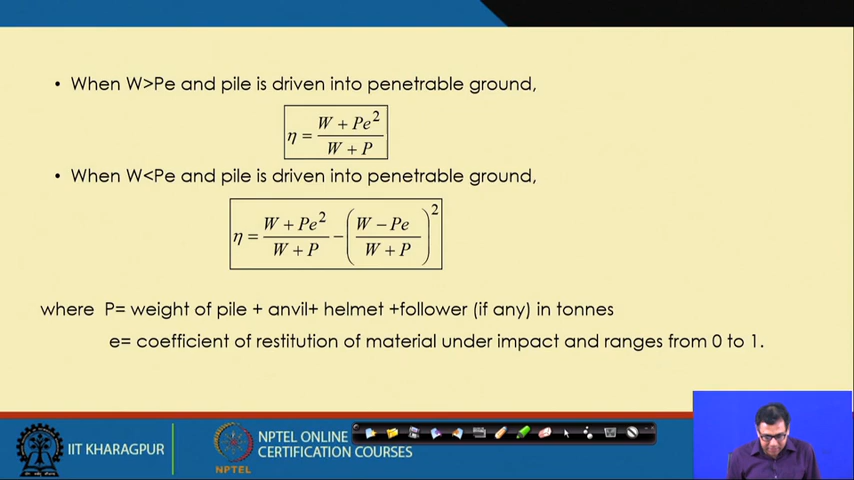 • When W>Pe and pile is driven into penetrable ground,
η = (W + Pe²)/(W + P)
• When W<Pe and pile is driven into penetrable ground,
η = (W + Pe²)/(W + P) − ((W − Pe)/(W + P))²
where P= weight of pile + anvil+ helmet +follower (if any) in tonnes
e= coefficient of restitution of material under impact and ranges from 0 to 1.
IIT KHARAGPUR
NPTEL
NPTEL ONLINE
CERTIFICATION COURSES